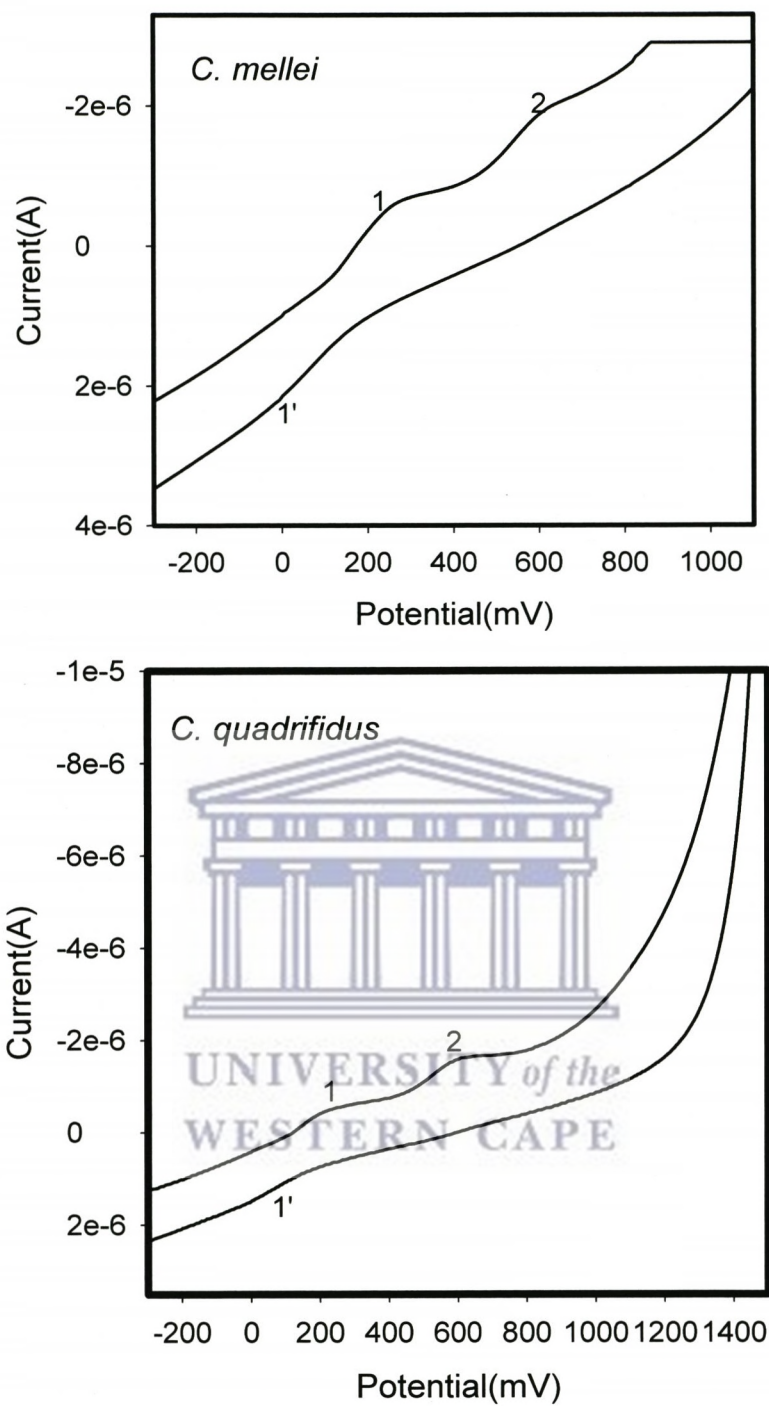 C. mellei
-2e-6
0
2e-6
4e-6
Current(A)
1
2
1'
-200 0 200 400 600 800 1000
Potential(mV)
C. quadrifidus
-1e-5
-8e-6
-6e-6
-4e-6
-2e-6
0
2e-6
Current(A)
1
2
1'
UNIVERSITY of the
WESTERN CAPE
-200 0 200 400 600 800 1000 1200 1400
Potential(mV)